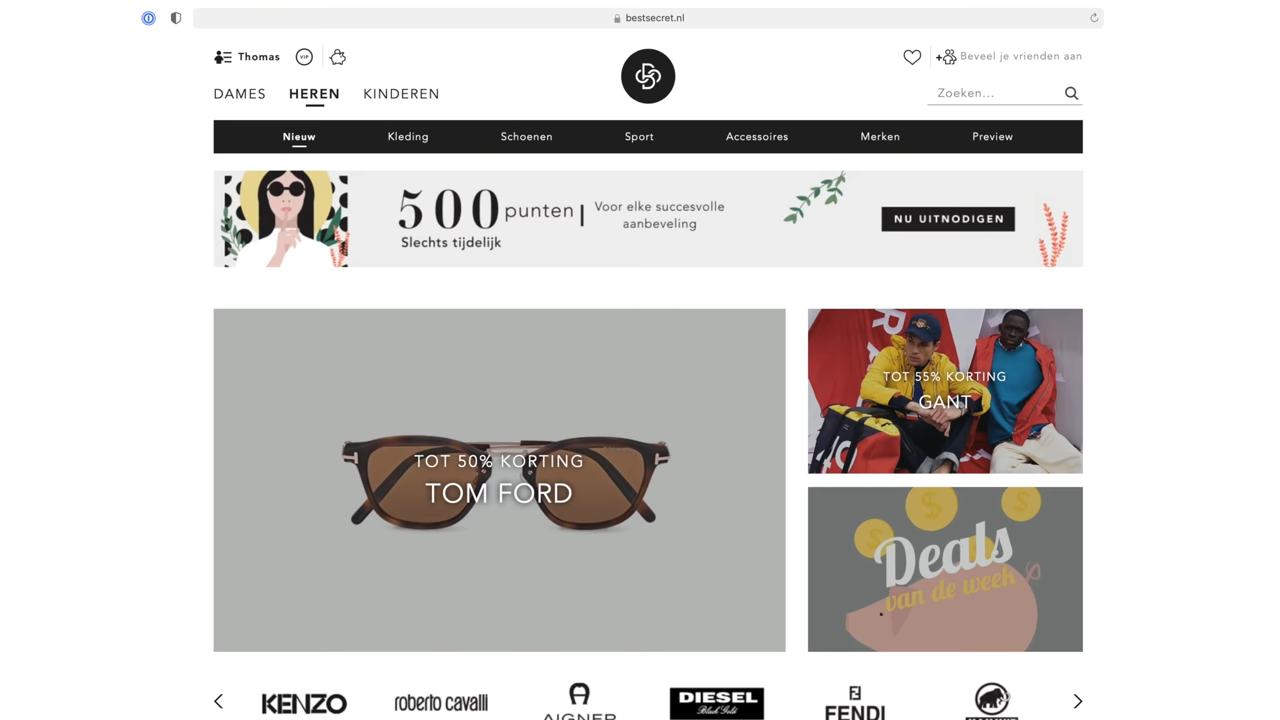 bestsecret.nl
Thomas
VIP
Beveel je vrienden aan
DAMES
HEREN
KINDEREN
Zoeken...
Nieuw
Kleding
Schoenen
Sport
Accessoires
Merken
Preview
500 punten
Slechts tijdelijk
Voor elke succesvolle
aanbeveling
NU UITNODIGEN
TOT 50% KORTING
TOM FORD
TOT 55% KORTING
GANT
Deals
van de week
KENZO
roberto cavalli
AIGNER
DIESEL
Black Gold
FENDI